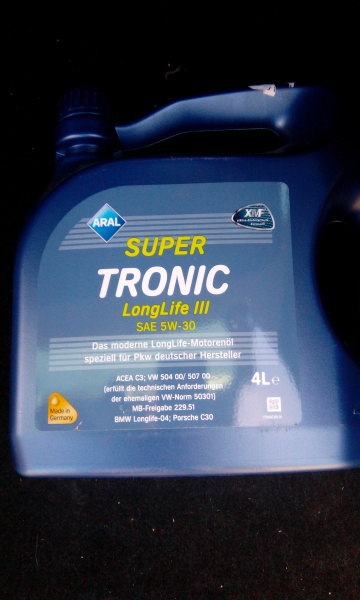 ARAL
XMF
SUPER
TRONIC
LongLife III
SAE 5W-30
Das moderne LongLife-Motorenöl
speziell für Pkw deutscher Hersteller
ACEA C3; VW 504 00/ 507 00
(erfüllt die technischen Anforderungen
der ehemaligen VW-Norm 50301)
MB-Freigabe 229.51
BMW Longlife-04; Porsche C30
4L e
Made in
Germany